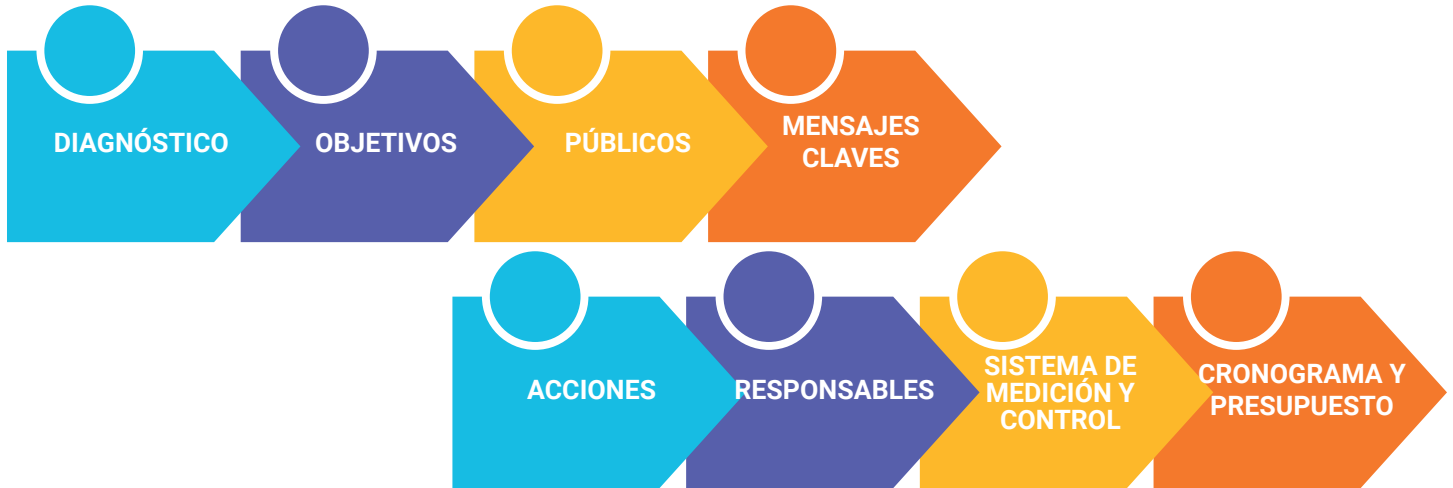 DIAGNÓSTICO
OBJETIVOS
PÚBLICOS
MENSAJES
CLAVES
ACCIONES
RESPONSABLES
SISTEMA DE
MEDICIÓN Y
CONTROL
CRONOGRAMA Y
PRESUPUESTO